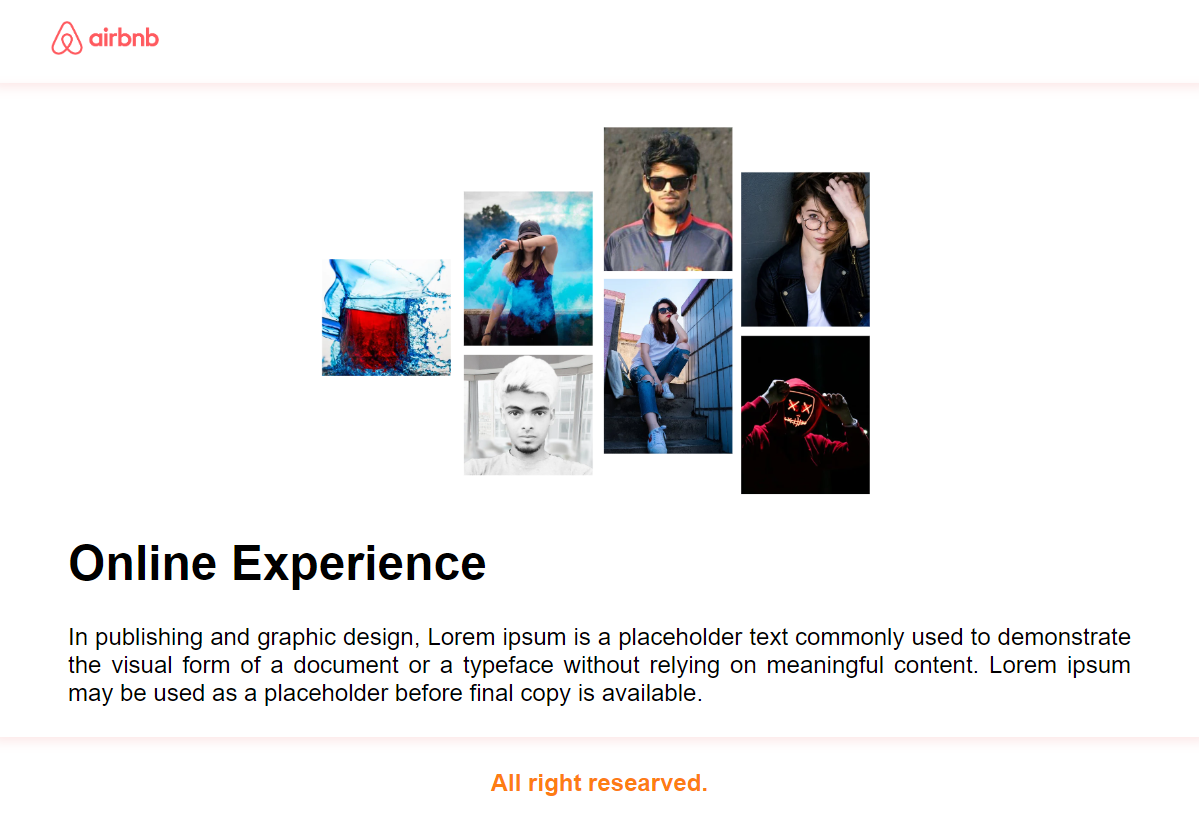 airbnb
Online Experience
In publishing and graphic design, Lorem ipsum is a placeholder text commonly used to demonstrate
the visual form of a document or a typeface without relying on meaningful content. Lorem ipsum
may be used as a placeholder before final copy is available.
All right researved.